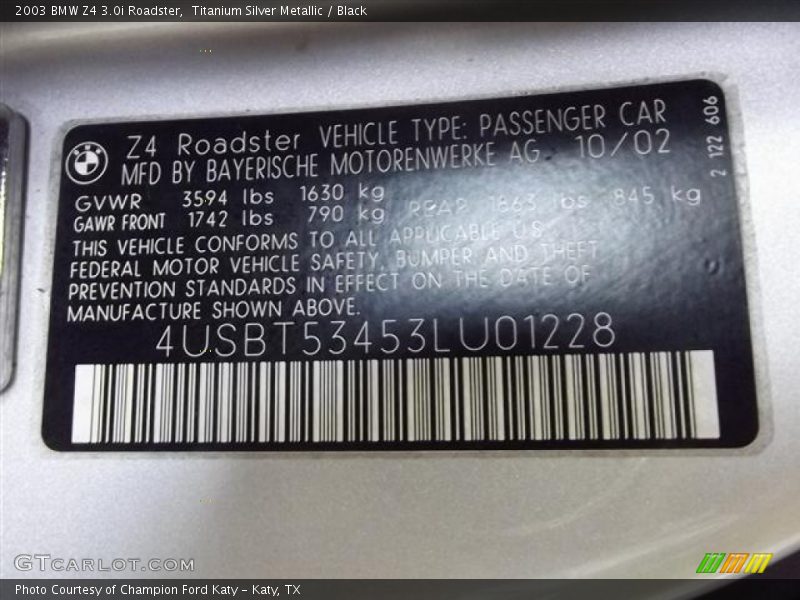 2003 BMW Z4 3.0i Roadster,  Titanium Silver Metallic / Black
BMW
Z4 Roadster VEHICLE TYPE: PASSENGER CAR
MFD BY BAYERISCHE MOTORENWERKE AG 10/02
2 122 606
GVWR 3594 lbs 1630 kg
GAWR FRONT 1742 lbs 790 kg REAR 1863 lbs 845 kg
THIS VEHICLE CONFORMS TO ALL APPLICABLE U.S.
FEDERAL MOTOR VEHICLE SAFETY, BUMPER AND THEFT
PREVENTION STANDARDS IN EFFECT ON THE DATE OF
MANUFACTURE SHOWN ABOVE.
4USBT53453LU01228
GTCARLOT.COM
Photo Courtesy of Champion Ford Katy – Katy, TX